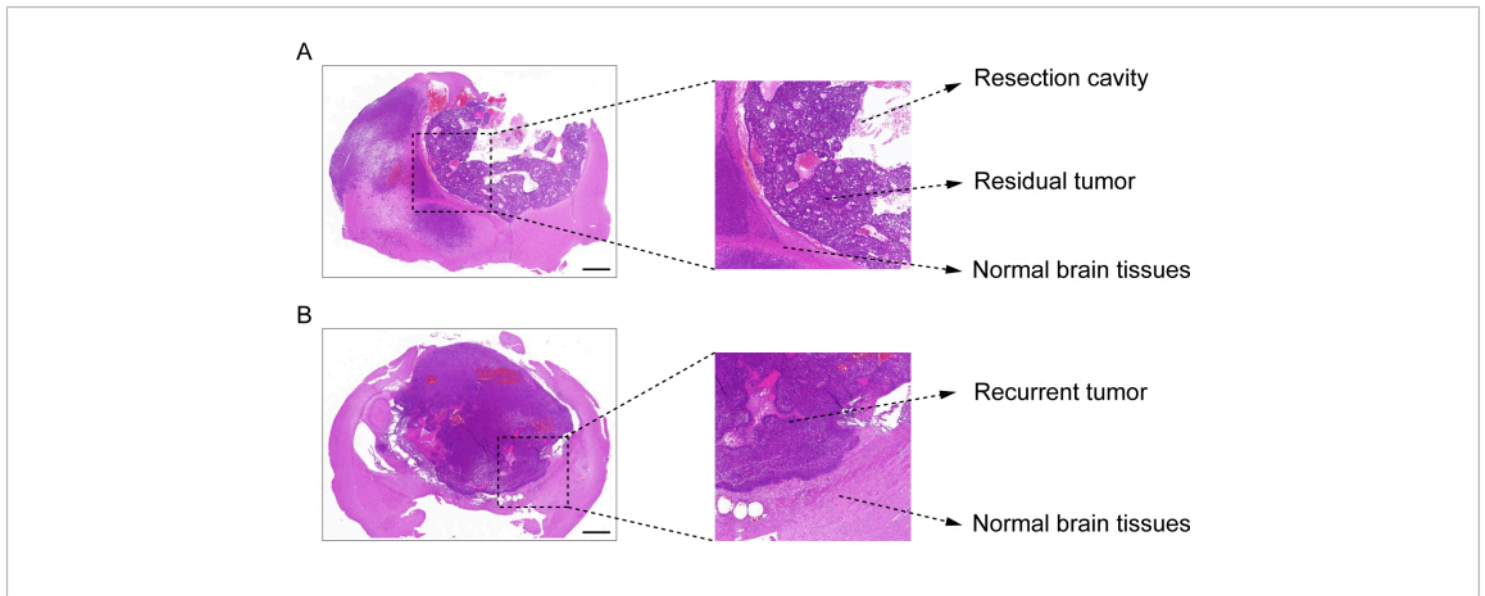 A
Resection cavity
Residual tumor
Normal brain tissues
B
Recurrent tumor
Normal brain tissues